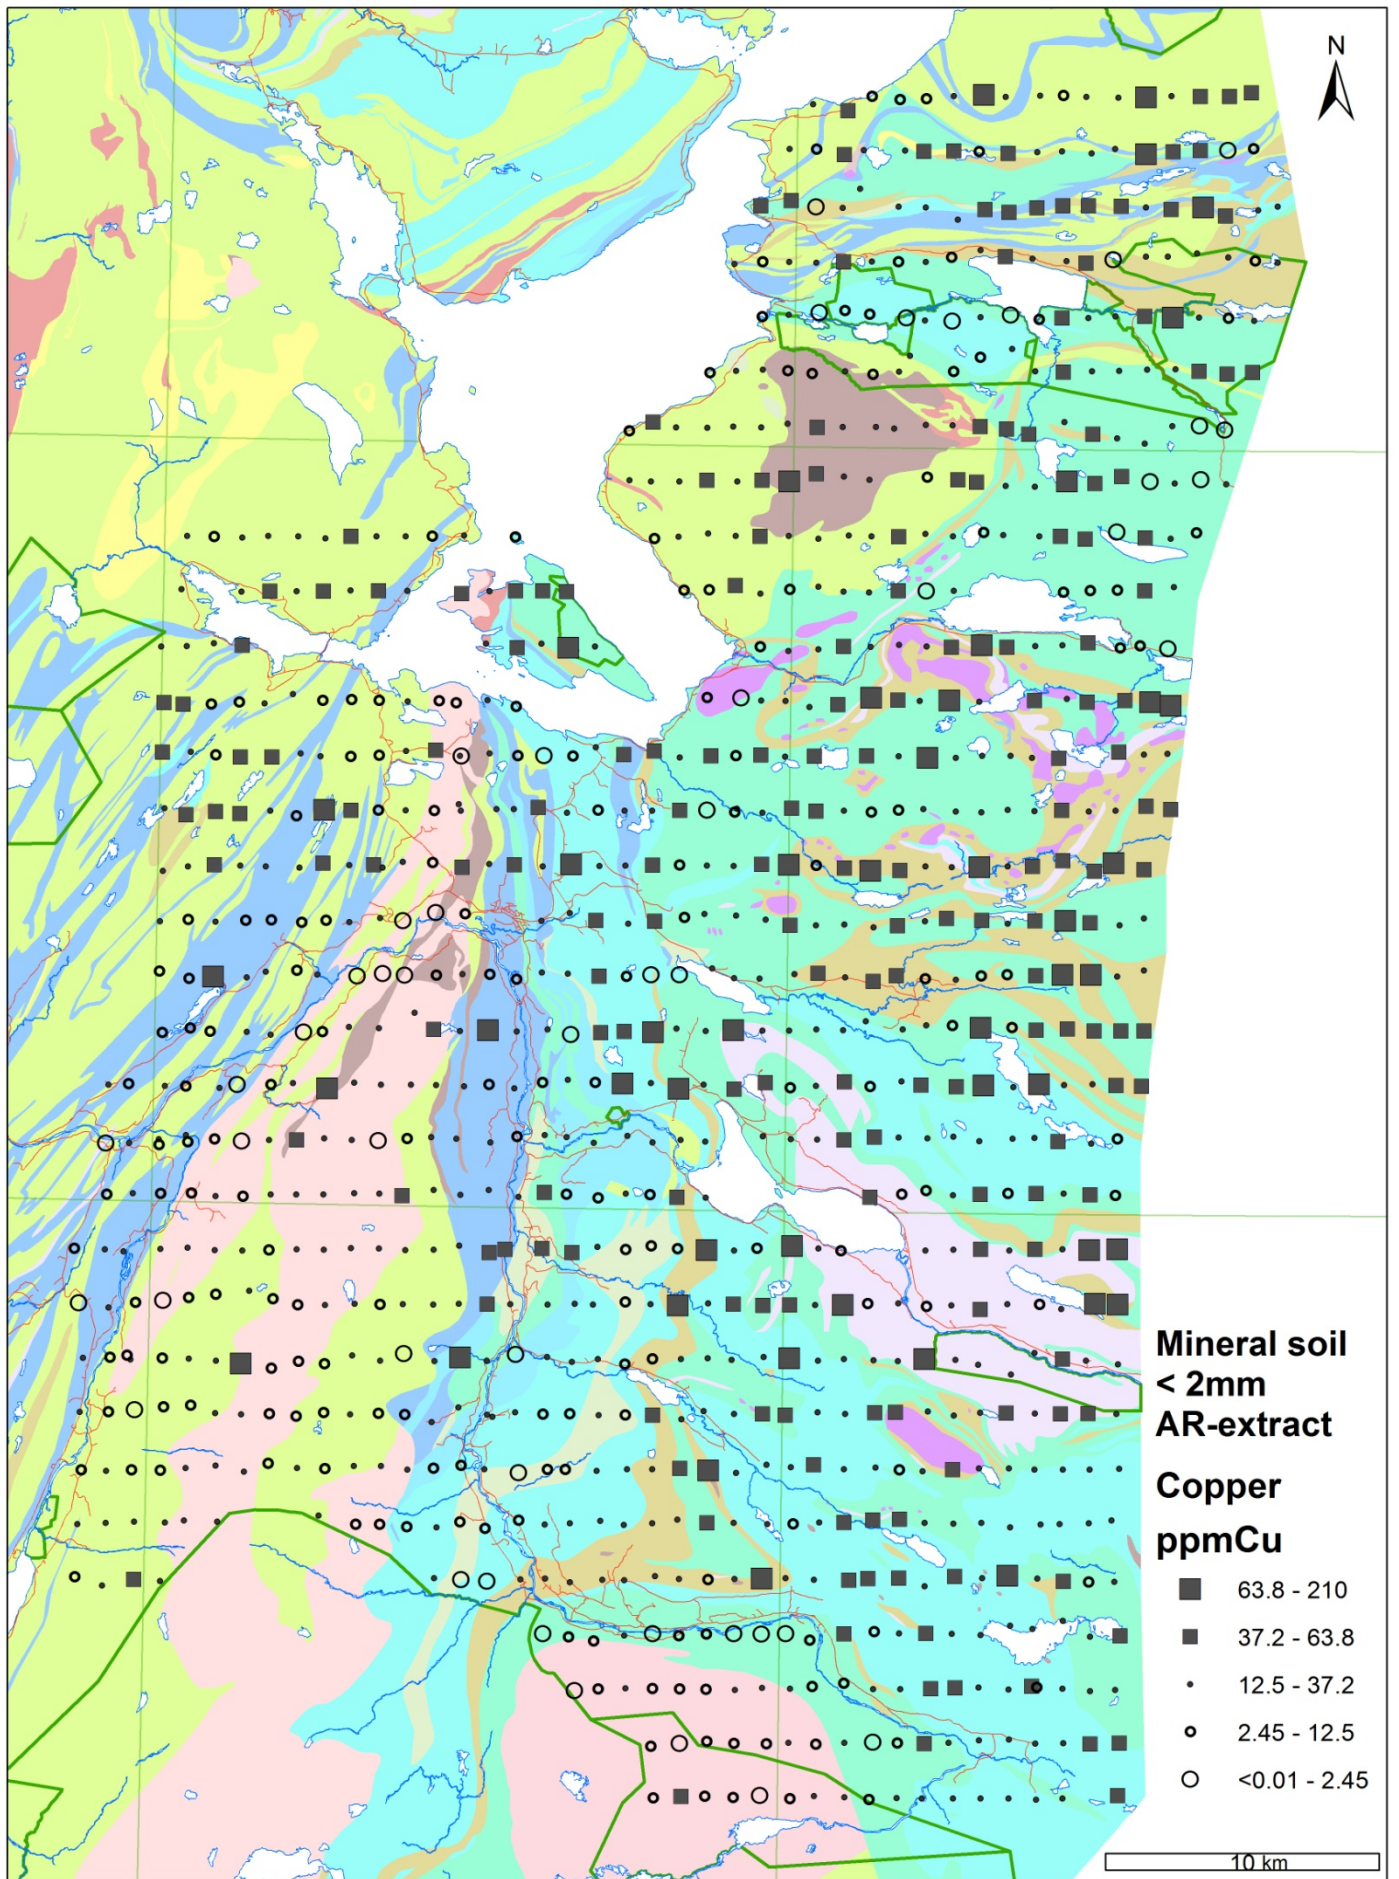 N
Mineral soil
< 2mm
AR-extract
Copper
ppmCu
63.8 - 210
37.2 - 63.8
12.5 - 37.2
2.45 - 12.5
<0.01 - 2.45
10 km